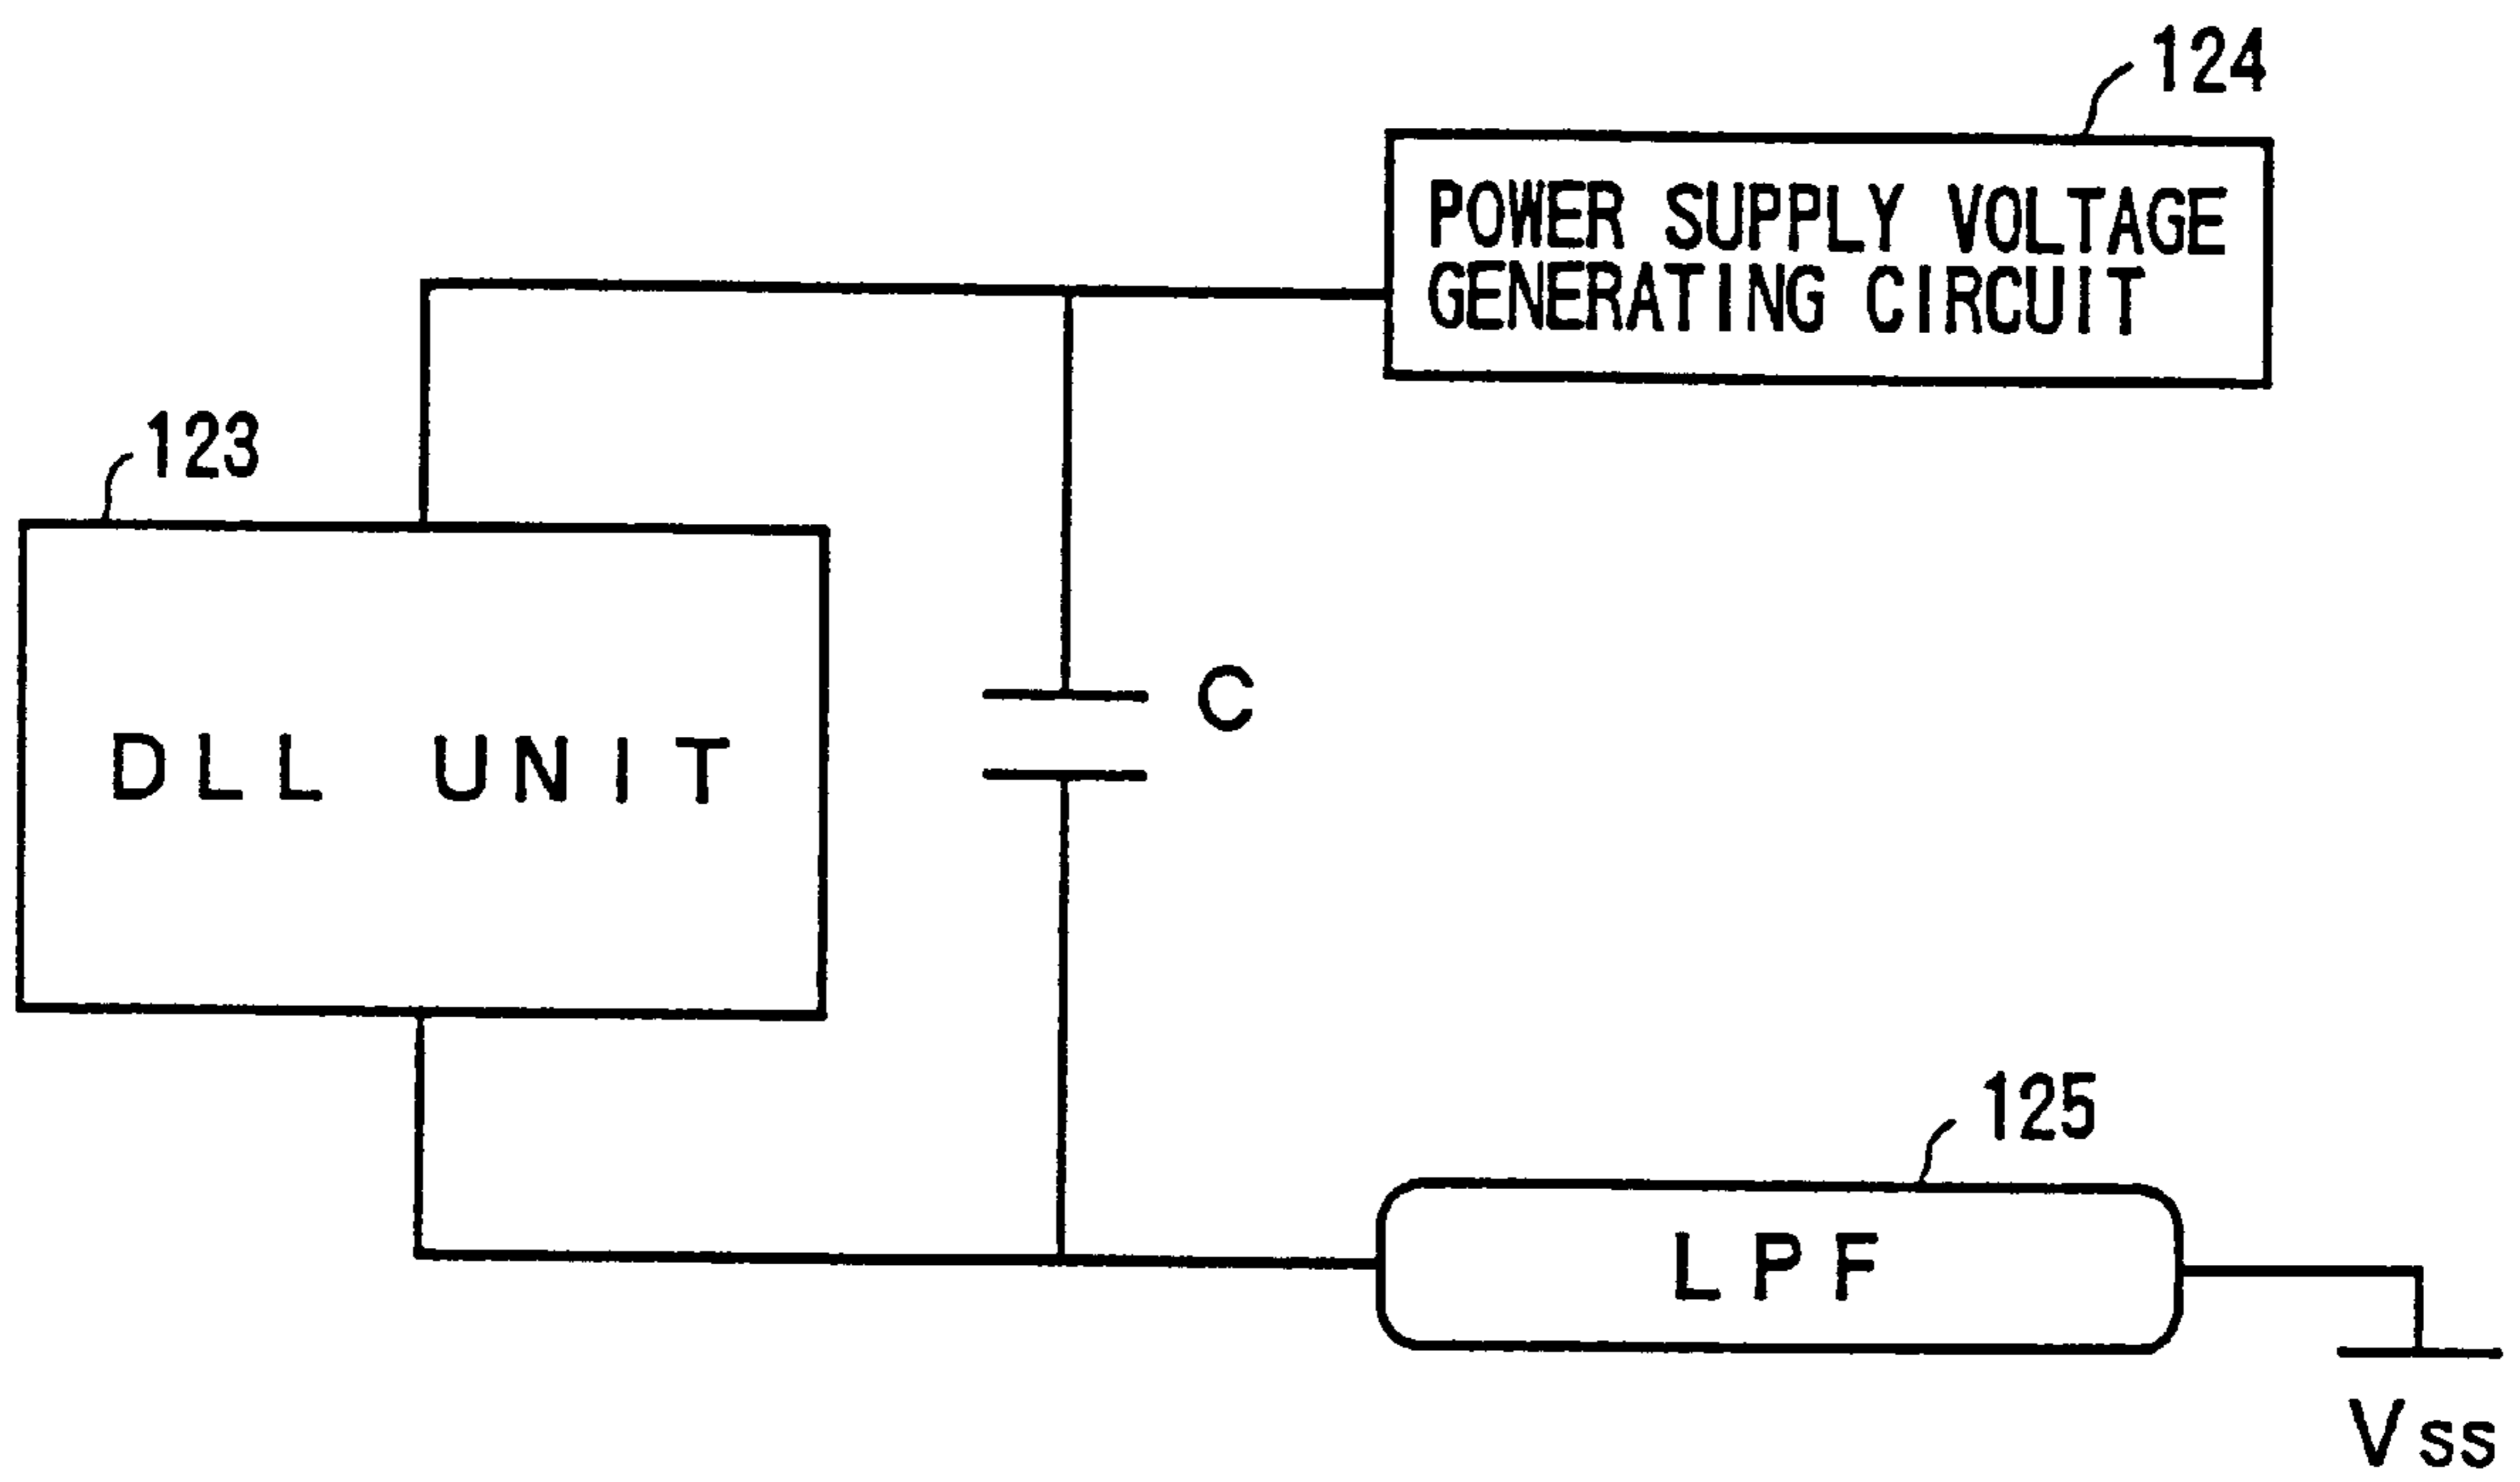 124
POWER SUPPLY VOLTAGE
GENERATING CIRCUIT
123
DLL UNIT
C
125
LPF
Vss